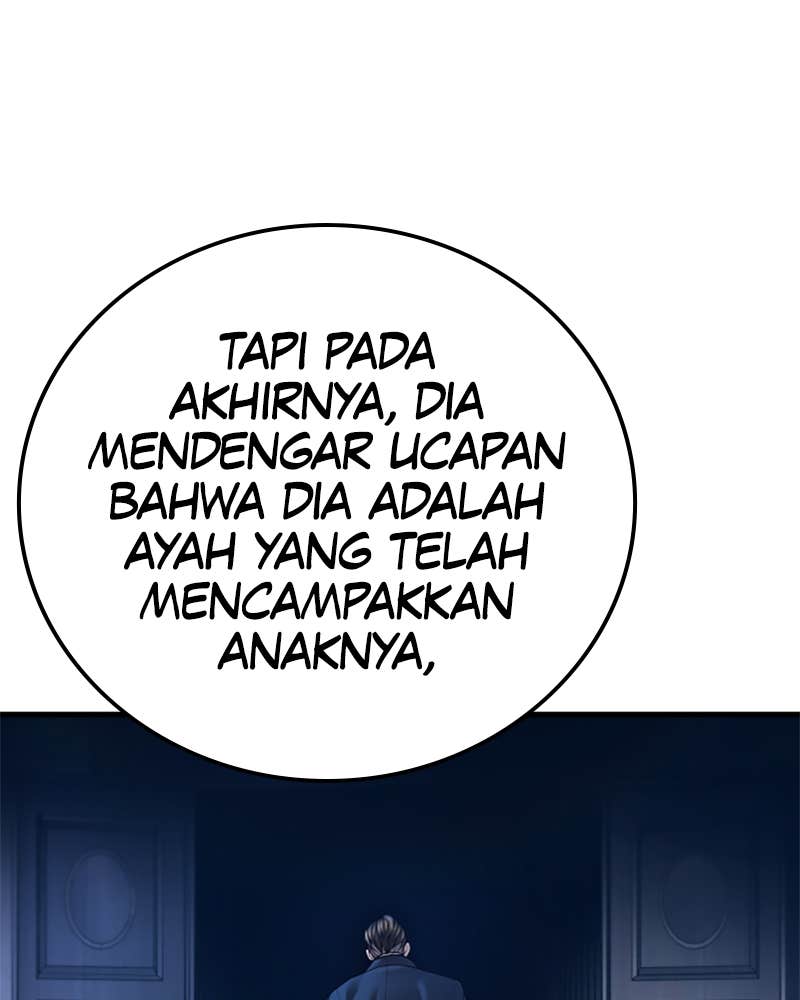 TAPI PADA
AKHIRNYA, DIA
MENDENGAR UCAPAN
BAHWA DIA ADALAH
AYAH YANG TELAH
MENCAMPAKKAN
ANAKNYA,